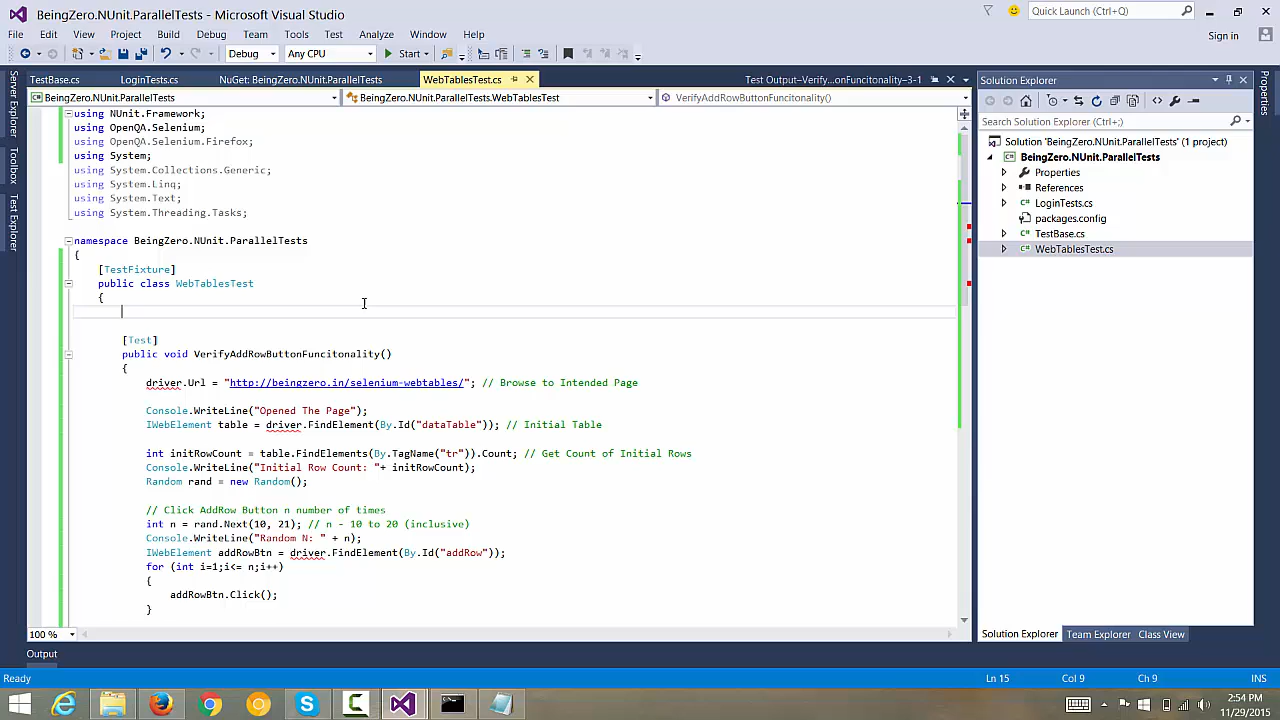 BeingZero.NUnit.ParallelTests - Microsoft Visual Studio
Quick Launch (Ctrl+Q)
File Edit View Project Build Debug Team Tools Test Analyze Window Help
Sign in
Debug Any CPU Start
TestBase.cs LoginTests.cs NuGet: BeingZero.NUnit.ParallelTests WebTablesTest.cs Test Output-Verify...onFuncitonality–3-1
BeingZero.NUnit.ParallelTests BeingZero.NUnit.ParallelTests.WebTablesTest VerifyAddRowButtonFuncitonality()
Server Explorer
Toolbox
Test Explorer
using NUnit.Framework;
using OpenQA.Selenium;
using OpenQA.Selenium.Firefox;
using System;
using System.Collections.Generic;
using System.Linq;
using System.Text;
using System.Threading.Tasks;
namespace BeingZero.NUnit.ParallelTests
{
[TestFixture]
public class WebTablesTest
{
[Test]
public void VerifyAddRowButtonFuncitonality()
{
driver.Url = "http://beingzero.in/selenium-webtables/"; // Browse to Intended Page
Console.WriteLine("Opened The Page");
IWebElement table = driver.FindElement(By.Id("dataTable")); // Initial Table
int initRowCount = table.FindElements(By.TagName("tr")).Count; // Get Count of Initial Rows
Console.WriteLine("Initial Row Count: "+ initRowCount);
Random rand = new Random();
// Click AddRow Button n number of times
int n = rand.Next(10, 21); // n - 10 to 20 (inclusive)
Console.WriteLine("Random N: " + n);
IWebElement addRowBtn = driver.FindElement(By.Id("addRow"));
for (int i=1;i<= n;i++)
{
addRowBtn.Click();
}
100 %
Output
Solution Explorer
Search Solution Explorer (Ctrl+;)
Solution 'BeingZero.NUnit.ParallelTests' (1 project)
BeingZero.NUnit.ParallelTests
Properties
References
LoginTests.cs
packages.config
TestBase.cs
WebTablesTest.cs
Solution Explorer Team Explorer Class View
Properties
Ready Ln 15 Col 9 Ch 9 INS
2:54 PM
11/29/2015